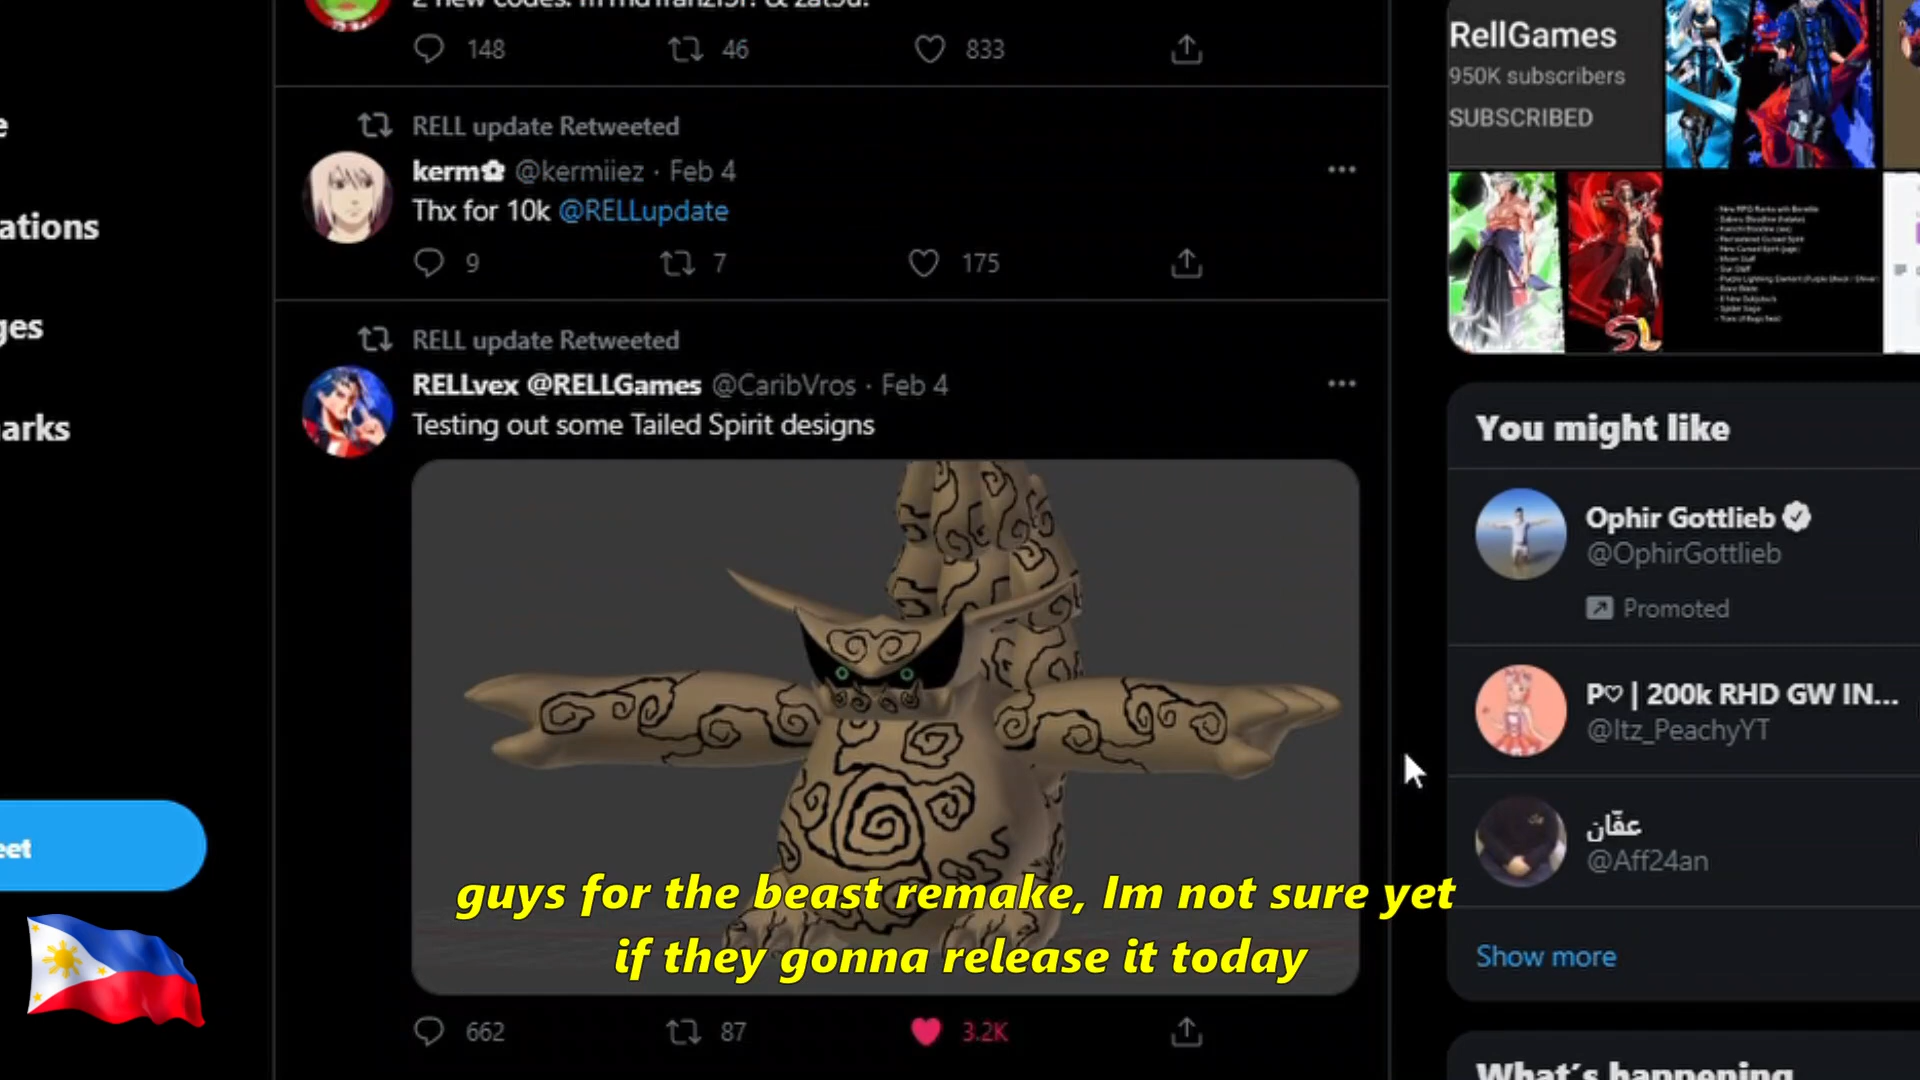 2 new codes:
148
46
833
RELL update Retweeted
kerm✿ @kermiiez · Feb 4
Thx for 10k @RELLupdate
9
7
175
RELL update Retweeted
RELLvex @RELLGames @CaribVros · Feb 4
Testing out some Tailed Spirit designs
guys for the beast remake, Im not sure yet
if they gonna release it today
662
87
3.2K
e
ations
ges
arks
eet
RellGames
950K subscribers
SUBSCRIBED
SL
You might like
Ophir Gottlieb
@OphirGottlieb
Promoted
P♡ | 200k RHD GW IN...
@Itz_PeachyYT
عفّان
@Aff24an
Show more
What's happening